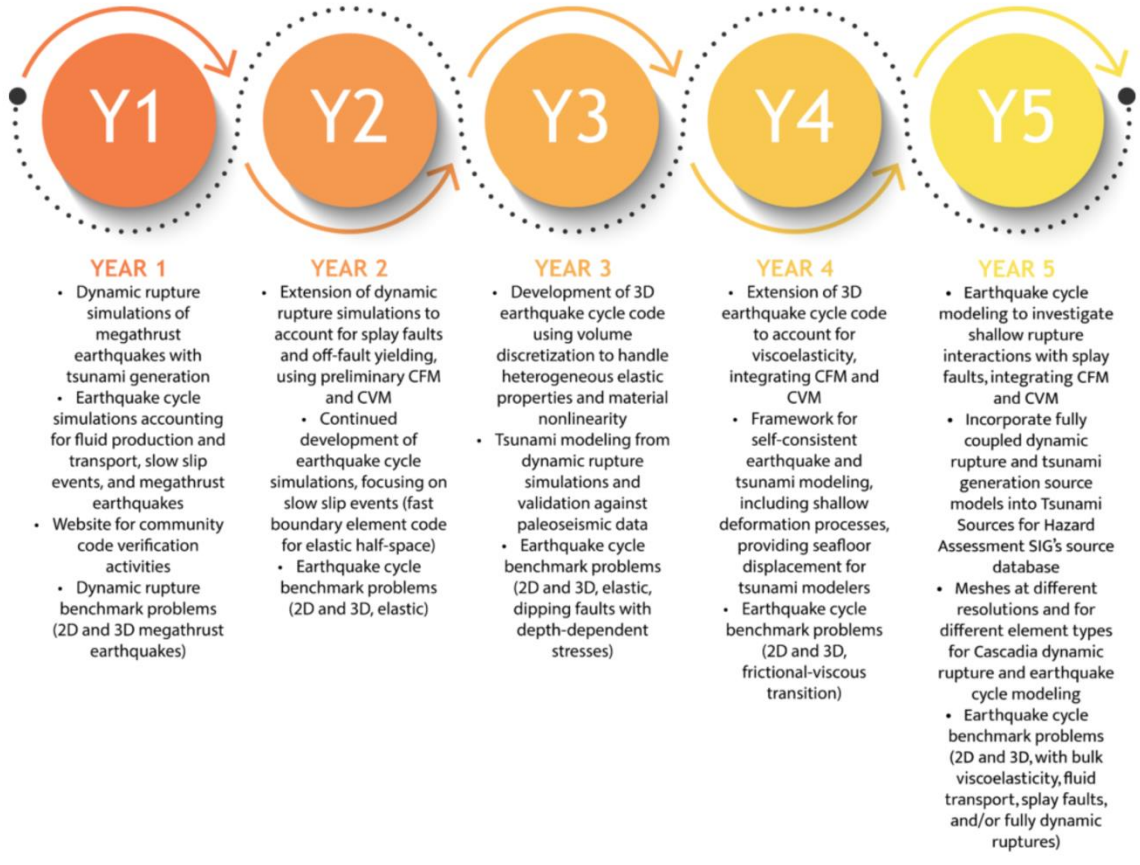 Y1
Y2
Y3
Y4
Y5
YEAR 1
• Dynamic rupture
simulations of
megathrust
earthquakes with
tsunami generation
• Earthquake cycle
simulations accounting
for fluid production and
transport, slow slip
events, and megathrust
earthquakes
• Website for community
code verification
activities
• Dynamic rupture
benchmark problems
(2D and 3D megathrust
earthquakes)
YEAR 2
• Extension of dynamic
rupture simulations to
account for splay faults
and off-fault yielding,
using preliminary CFM
and CVM
• Continued
development of
earthquake cycle
simulations, focusing on
slow slip events (fast
boundary element code
for elastic half-space)
• Earthquake cycle
benchmark problems
(2D and 3D, elastic)
YEAR 3
• Development of 3D
earthquake cycle code
using volume
discretization to handle
heterogeneous elastic
properties and material
nonlinearity
• Tsunami modeling from
dynamic rupture
simulations and
validation against
paleoseismic data
• Earthquake cycle
benchmark problems
(2D and 3D, elastic,
dipping faults with
depth-dependent
stresses)
YEAR 4
• Extension of 3D
earthquake cycle code
to account for
viscoelasticity,
integrating CFM and
CVM
• Framework for
self-consistent
earthquake and
tsunami modeling,
including shallow
deformation processes,
providing seafloor
displacement for
tsunami modelers
• Earthquake cycle
benchmark problems
(2D and 3D,
frictional-viscous
transition)
YEAR 5
• Earthquake cycle
modeling to investigate
shallow rupture
interactions with splay
faults, integrating CFM
and CVM
• Incorporate fully
coupled dynamic
rupture and tsunami
generation source
models into Tsunami
Sources for Hazard
Assessment SIG's source
database
• Meshes at different
resolutions and for
different element types
for Cascadia dynamic
rupture and earthquake
cycle modeling
• Earthquake cycle
benchmark problems
(2D and 3D, with bulk
viscoelasticity, fluid
transport, splay faults,
and/or fully dynamic
ruptures)